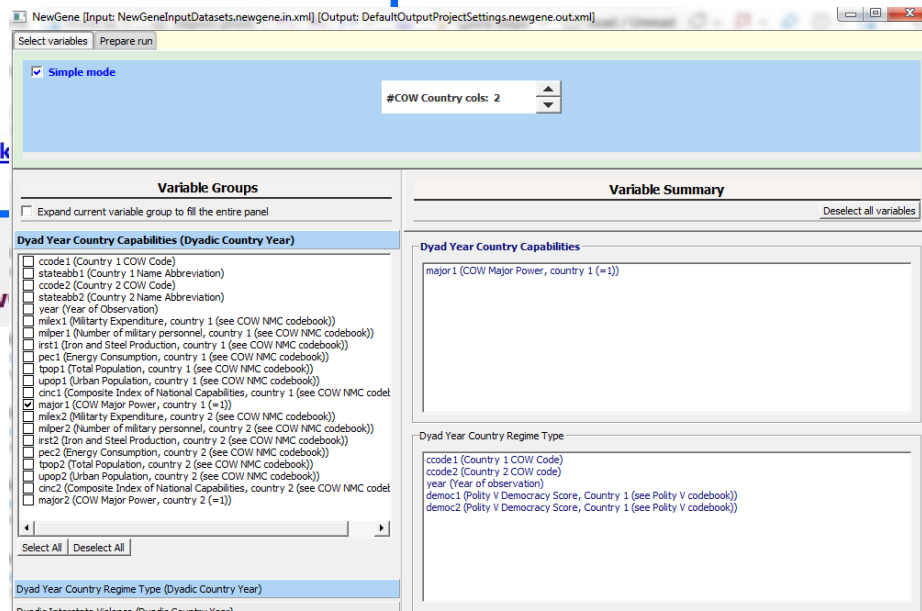 NewGene [Input: NewGeneInputDatasets.newgene.in.xml] [Output: DefaultOutputProjectSettings.newgene.out.xml]
Select variables Prepare run
Simple mode
#COW Country cols: 2
Variable Groups
Expand current variable group to fill the entire panel
Dyad Year Country Capabilities (Dyadic Country Year)
ccode1 (Country 1 COW Code)
stateabb1 (Country 1 Name Abbreviation)
ccode2 (Country 2 COW Code)
stateabb2 (Country 2 Name Abbreviation)
year (Year of Observation)
milex1 (Militarty Expenditure, country 1 (see COW NMC codebook))
milper1 (Number of military personnel, country 1 (see COW NMC codebook))
irst1 (Iron and Steel Production, country 1 (see COW NMC codebook))
pec1 (Energy Consumption, country 1 (see COW NMC codebook))
tpop1 (Total Population, country 1 (see COW NMC codebook))
upop1 (Urban Population, country 1 (see COW NMC codebook))
cinc1 (Composite Index of National Capabilities, country 1 (see COW NMC codeb
major1 (COW Major Power, country 1 (=1))
milex2 (Militarty Expenditure, country 2 (see COW NMC codebook))
milper2 (Number of military personnel, country 2 (see COW NMC codebook))
irst2 (Iron and Steel Production, country 2 (see COW NMC codebook))
pec2 (Energy Consumption, country 2 (see COW NMC codebook))
tpop2 (Total Population, country 2 (see COW NMC codebook))
upop2 (Urban Population, country 2 (see COW NMC codebook))
cinc2 (Composite Index of National Capabilities, country 2 (see COW NMC codeb
major2 (COW Major Power, country 2 (=1))
Select All Deselect All
Dyad Year Country Regime Type (Dyadic Country Year)
Dyadic Interstate Violence (Dyadic Country Year)
Variable Summary
Deselect all variables
Dyad Year Country Capabilities
major1 (COW Major Power, country 1 (=1))
Dyad Year Country Regime Type
ccode1 (Country 1 COW Code)
ccode2 (Country 2 COW code)
year (Year of observation)
democ1 (Polity V Democracy Score, Country 1 (see Polity V codebook))
democ2 (Polity V Democracy Score, Country 1 (see Polity V codebook))